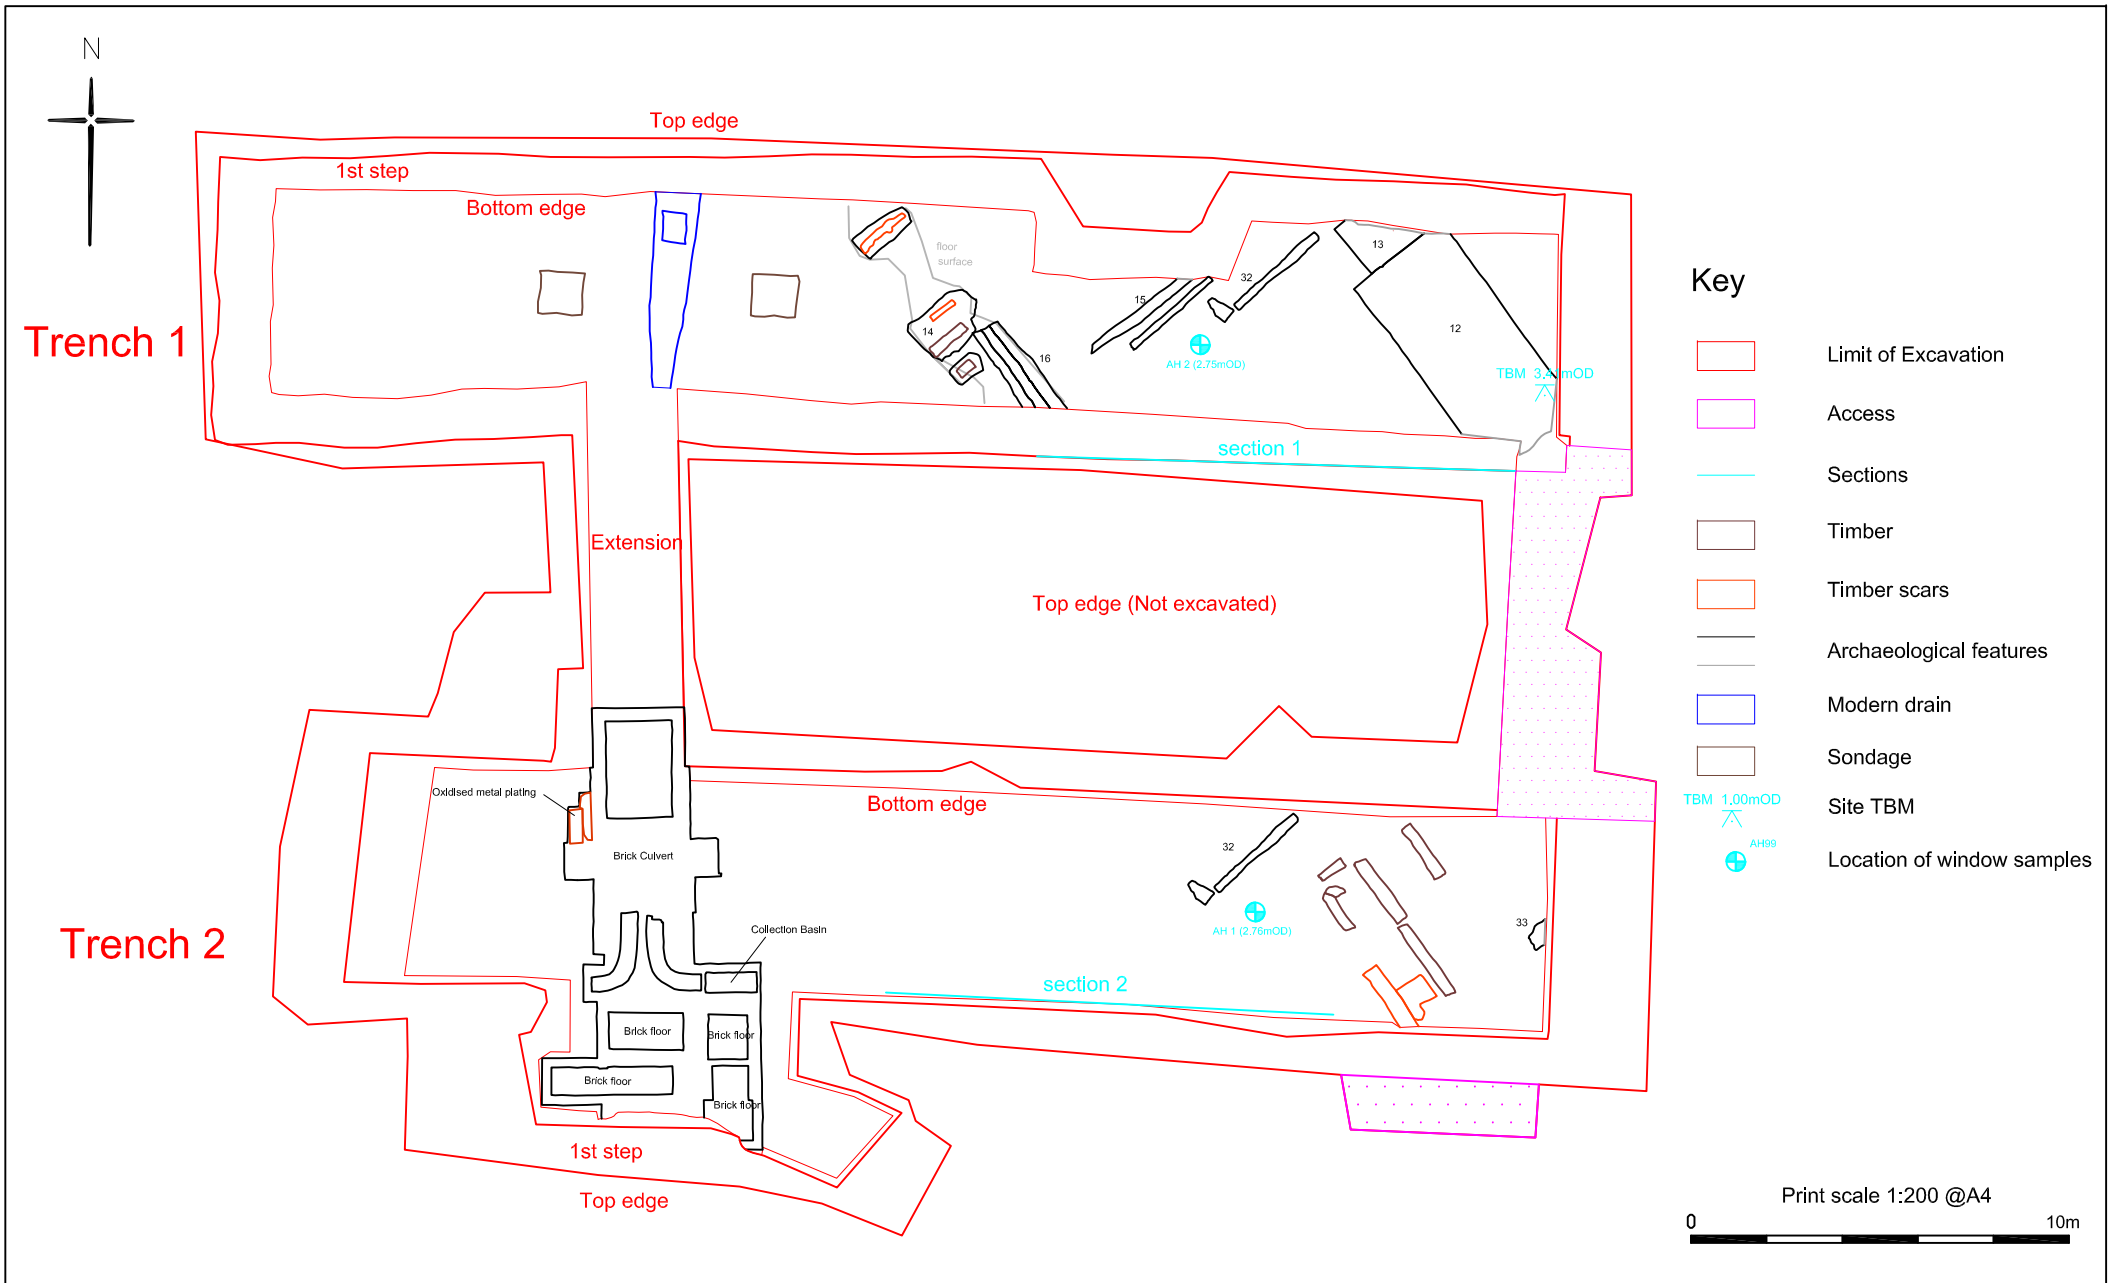 N
Top edge
1st step
Bottom edge
Trench 1
floor
surface
14
16
15
32
13
12
AH 2 (2.75mOD)
TBM 3.41mOD
section 1
Extension
Top edge (Not excavated)
Oxidised metal plating
Bottom edge
Brick Culvert
32
Trench 2
Collection Basin
AH 1 (2.76mOD)
33
section 2
Brick floor
Brick floor
Brick floor
Brick floor
1st step
Top edge
Key
Limit of Excavation
Access
Sections
Timber
Timber scars
Archaeological features
Modern drain
Sondage
TBM 1.00mOD
Site TBM
AH99
Location of window samples
Print scale 1:200 @A4
0 10m